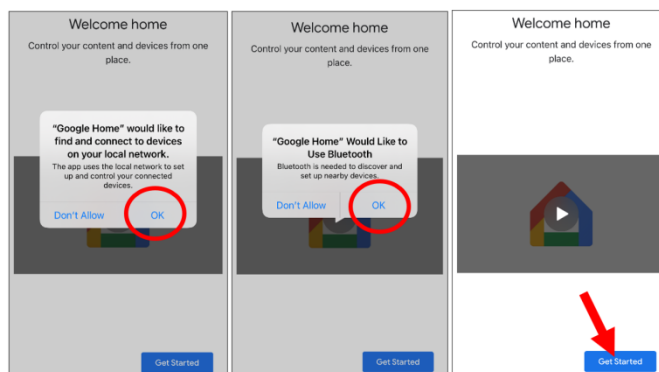 Welcome home
Control your content and devices from one
place.
"Google Home" would like to
find and connect to devices
on your local network.
The app uses the local network to set
up and control your connected
devices.
Don't Allow
OK
Get Started
Welcome home
Control your content and devices from one
place.
"Google Home" Would Like to
Use Bluetooth
Bluetooth is needed to discover and
set up nearby devices.
Don't Allow
OK
Get Started
Welcome home
Control your content and devices from one
place.
Get Started